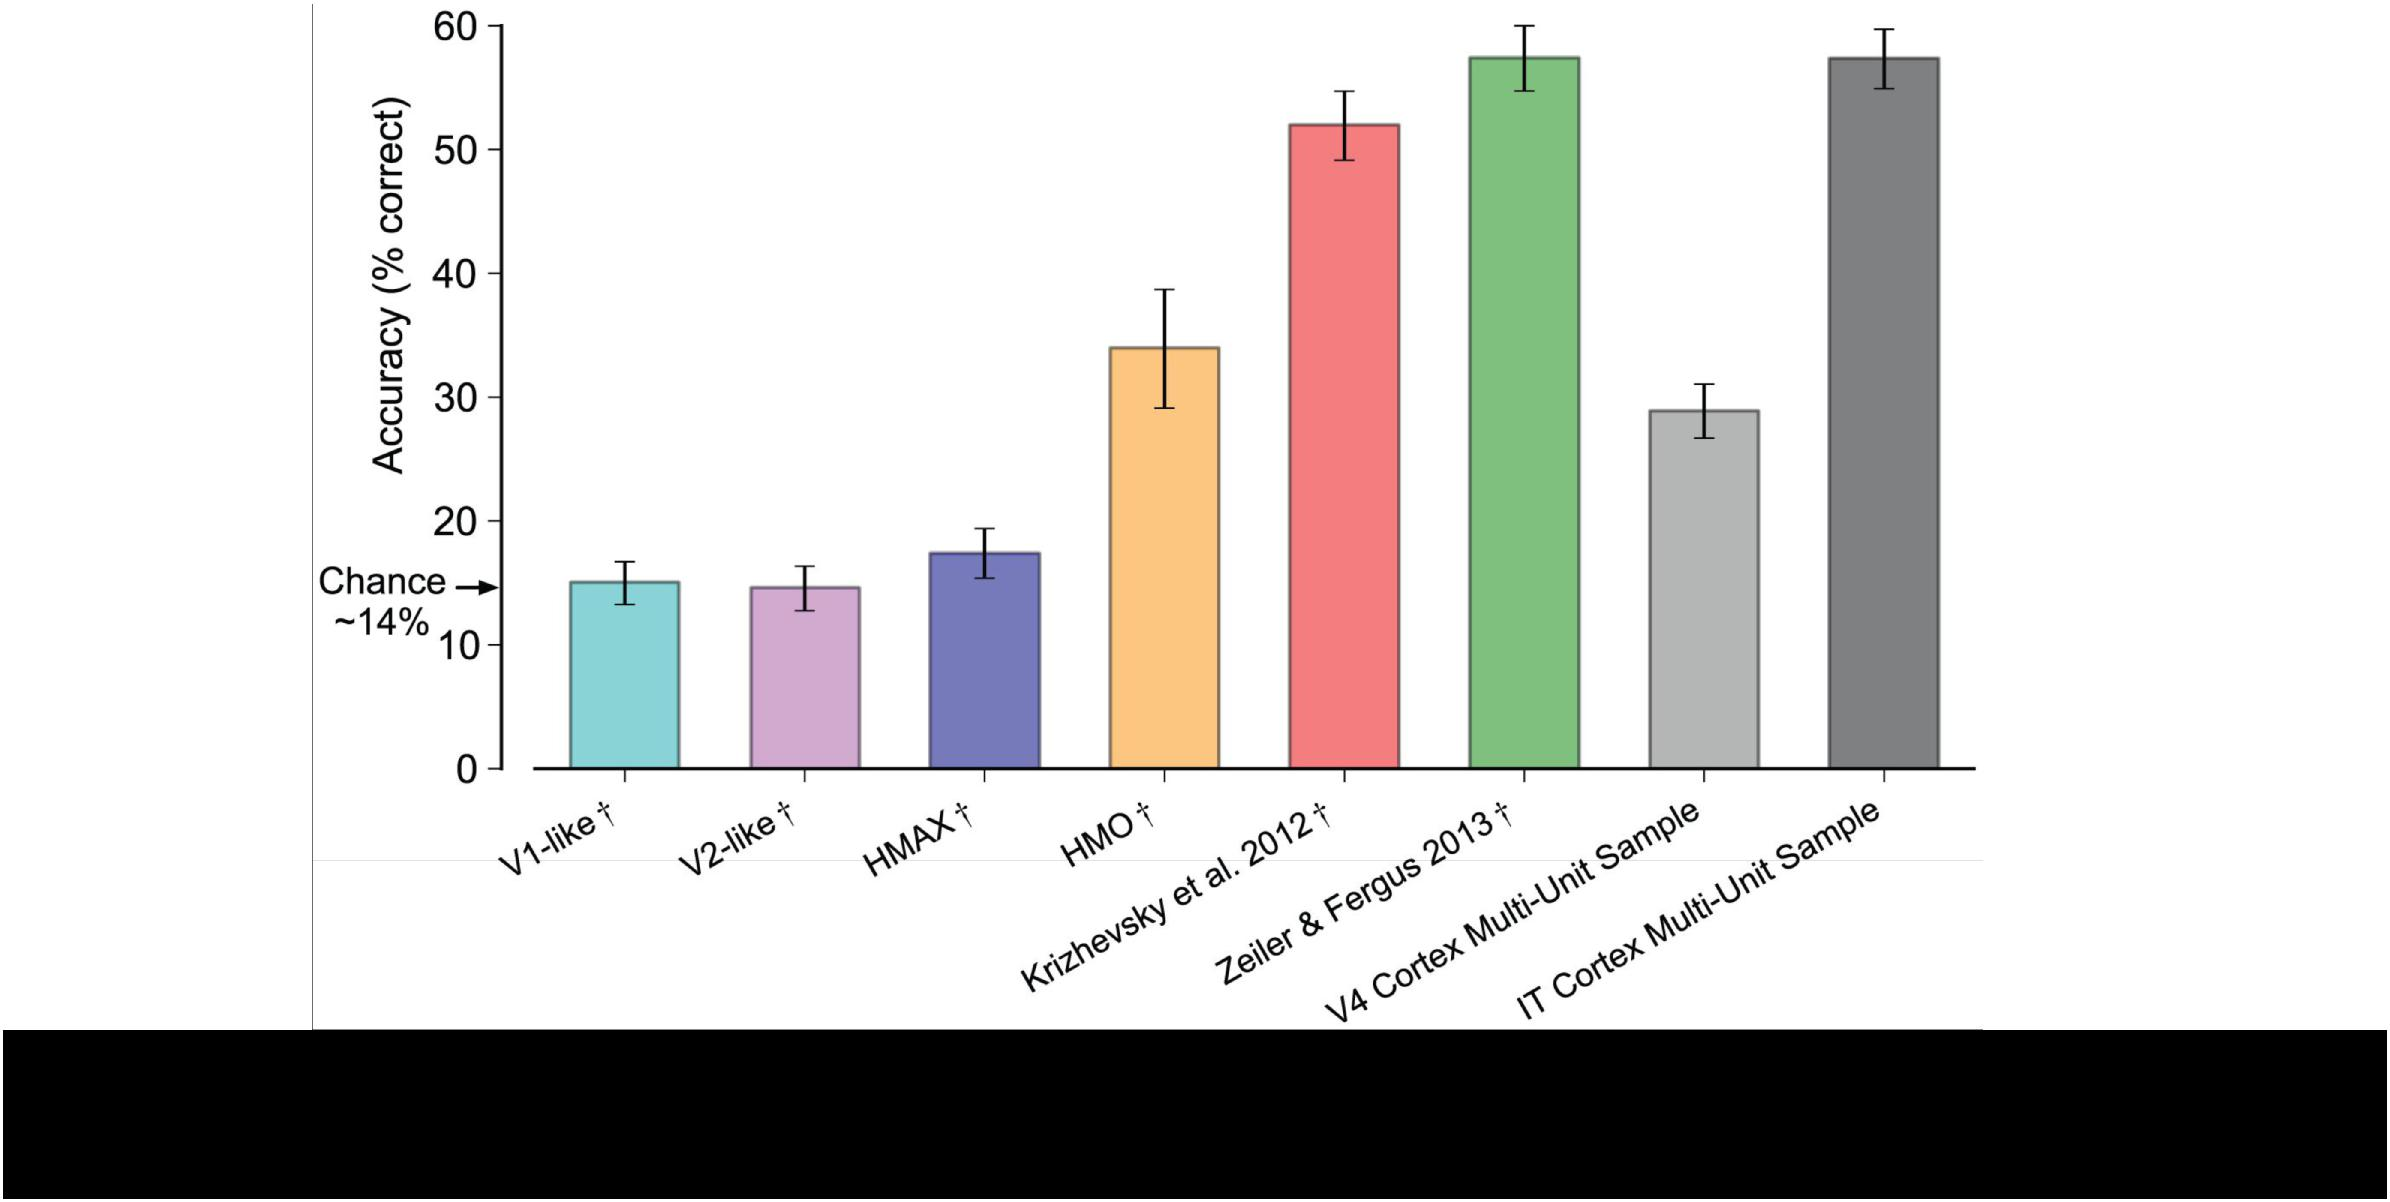 Accuracy (% correct)
60
50
40
30
20
10
0
Chance
~14%
V1-like†
V2-like†
HMAX†
HMO†
Krizhevsky et al. 2012†
Zeiler & Fergus 2013†
V4 Cortex Multi-Unit Sample
IT Cortex Multi-Unit Sample